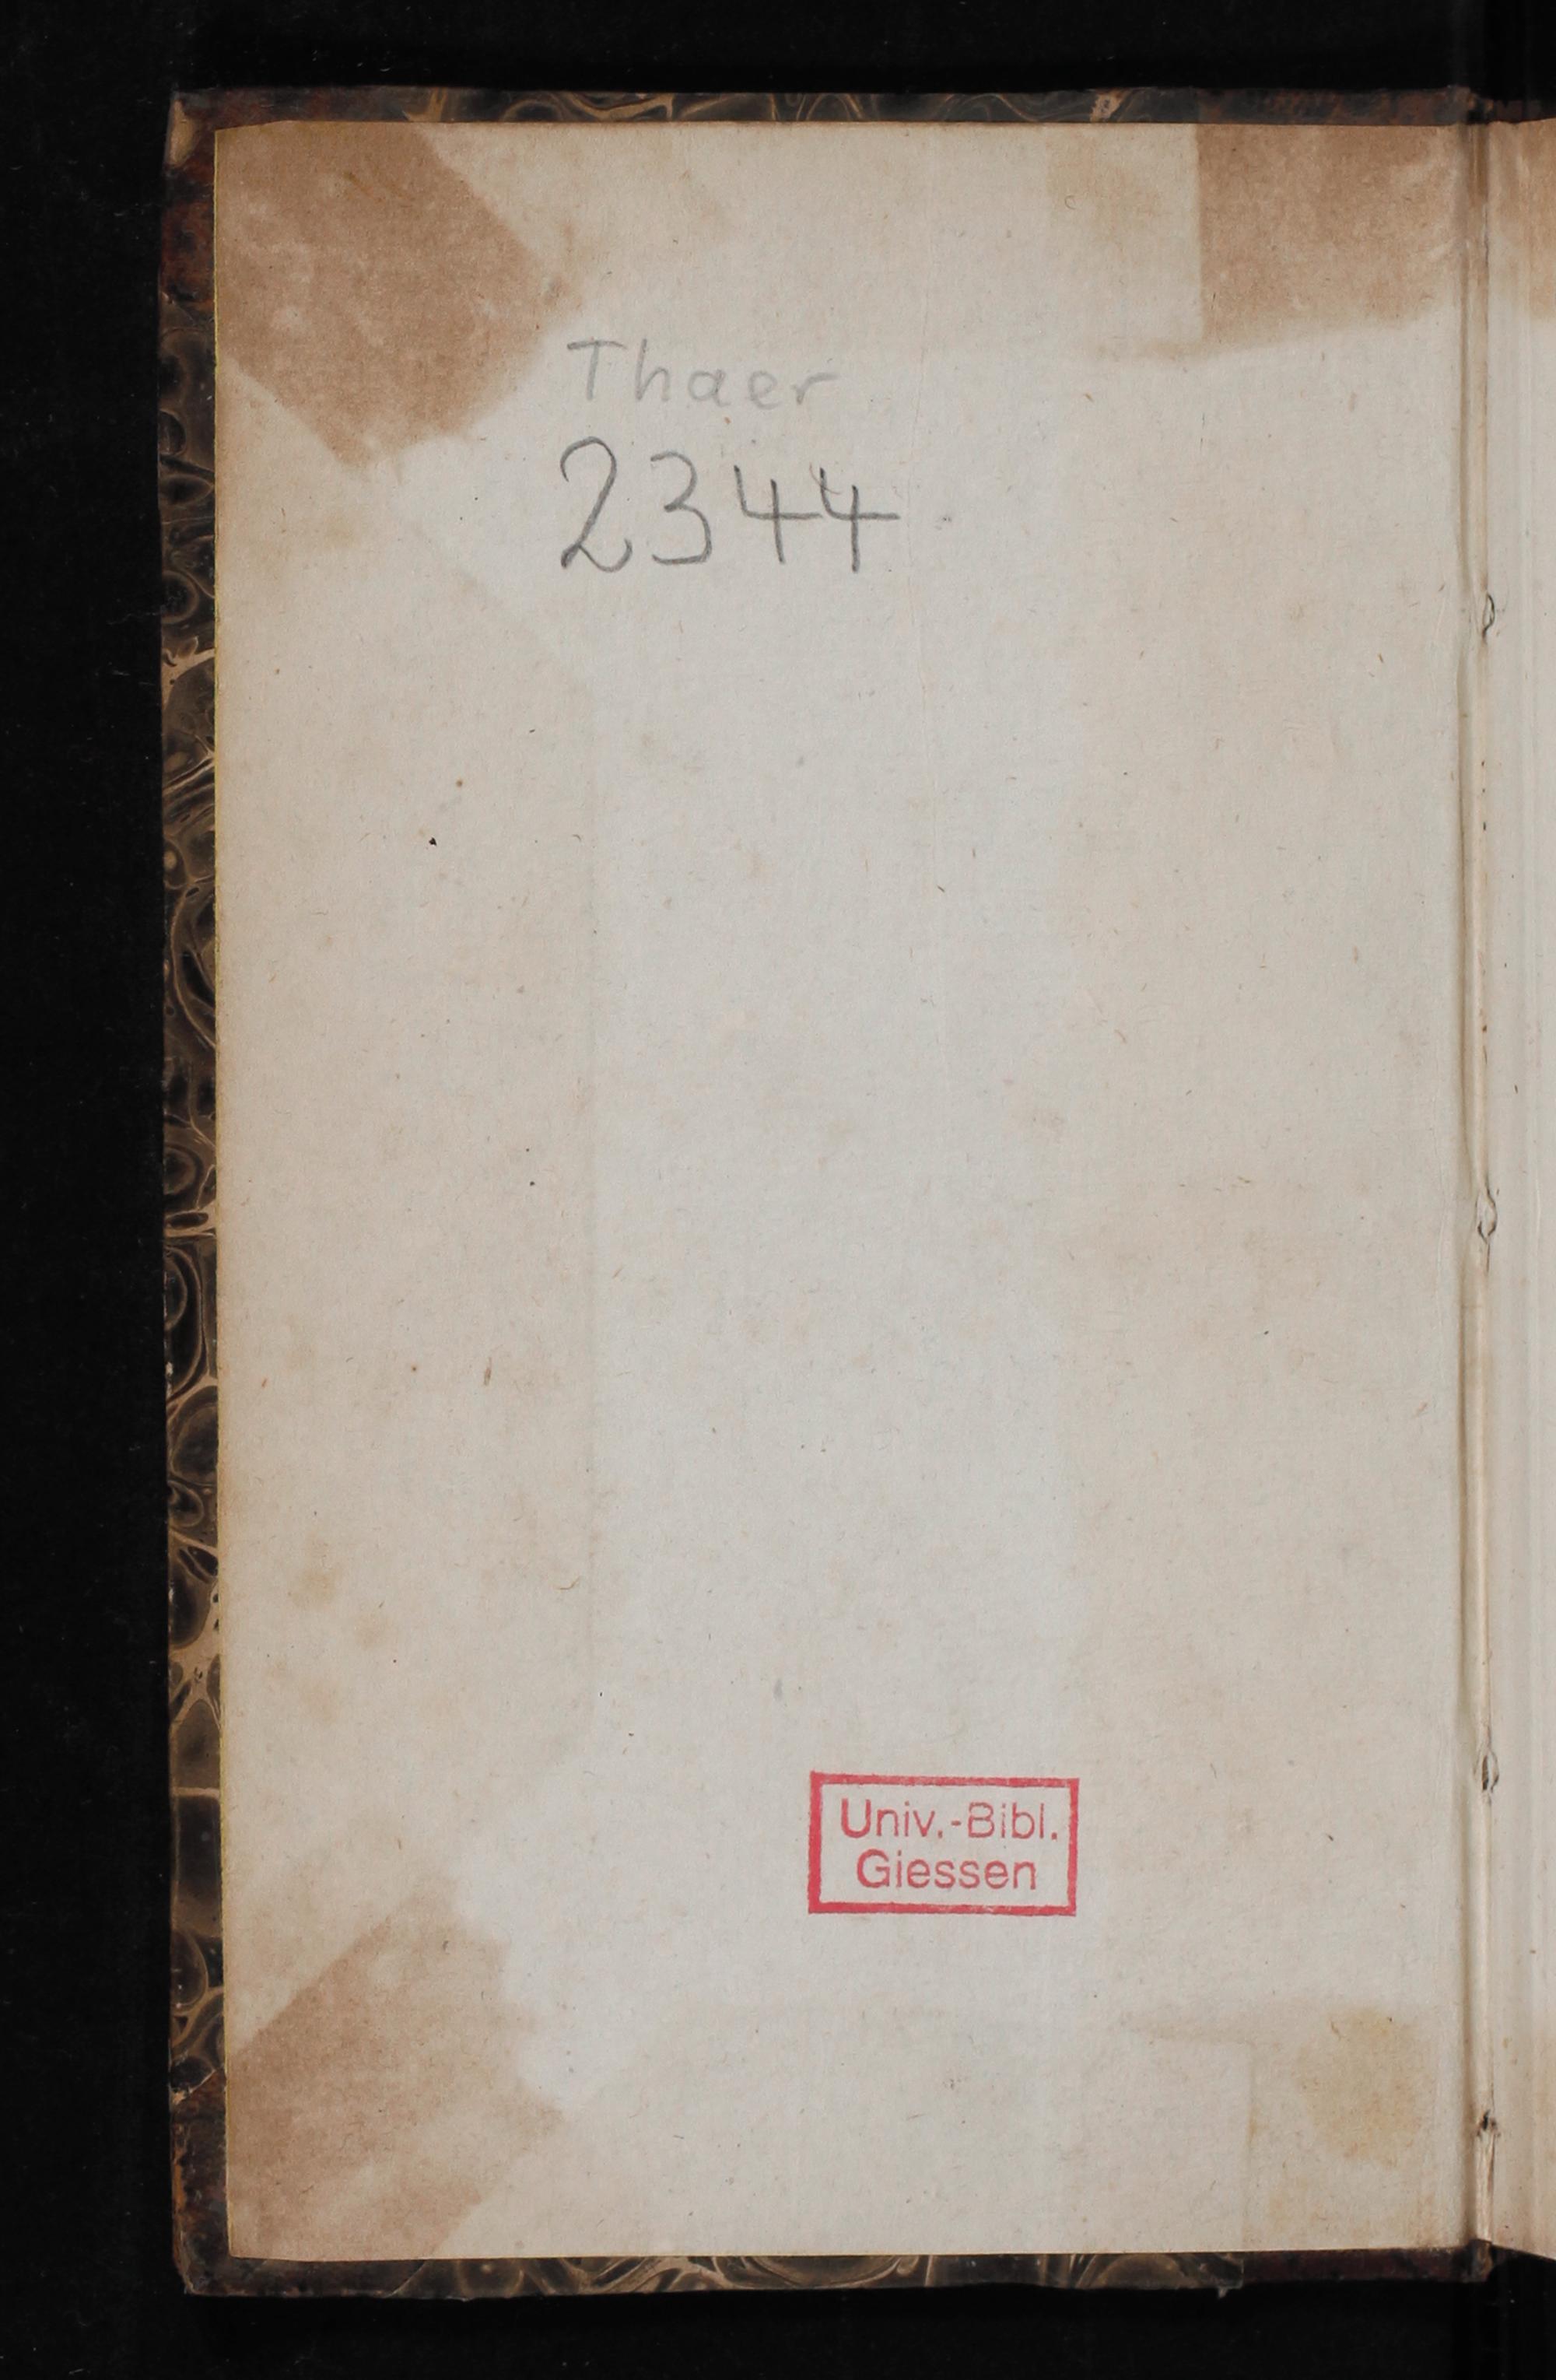 Thaer
2344
Univ.-Bibl.
Giessen